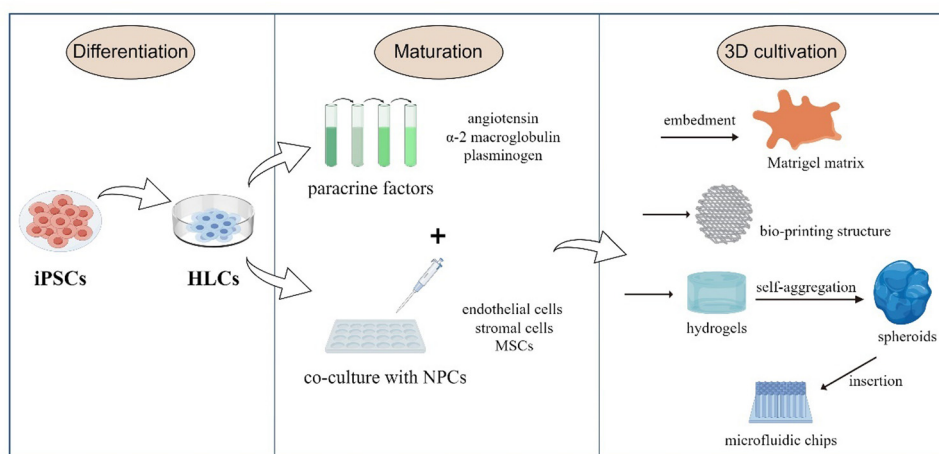 Differentiation
iPSCs
HLCs
Maturation
angiotensin
α-2 macroglobulin
plasminogen
paracrine factors
+
endothelial cells
stromal cells
MSCs
co-culture with NPCs
3D cultivation
embedment
Matrigel matrix
bio-printing structure
self-aggregation
hydrogels
spheroids
insertion
microfluidic chips